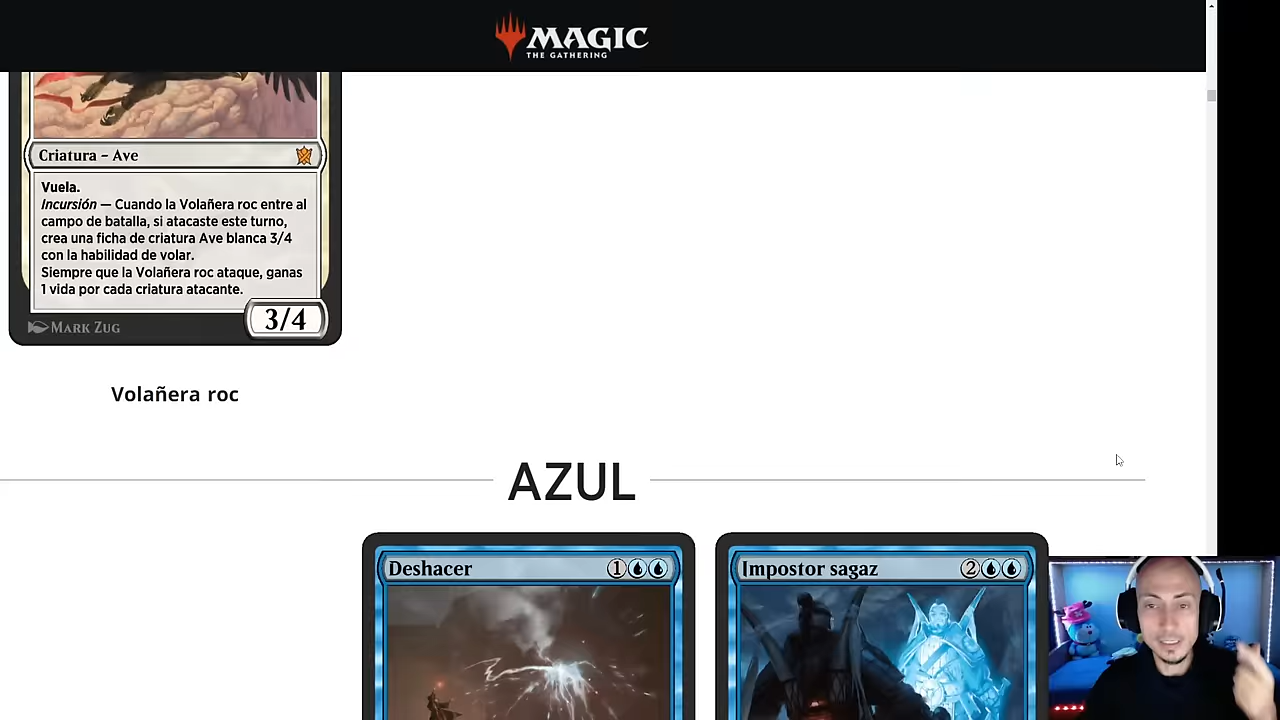 MAGIC
THE GATHERING
Criatura – Ave
Vuela.
Incursión — Cuando la Volañera roc entre al
campo de batalla, si atacaste este turno,
crea una ficha de criatura Ave blanca 3/4
con la habilidad de volar.
Siempre que la Volañera roc ataque, ganas
1 vida por cada criatura atacante.
Mark Zug
3/4
Volañera roc
AZUL
Deshacer
1
Impostor sagaz
2